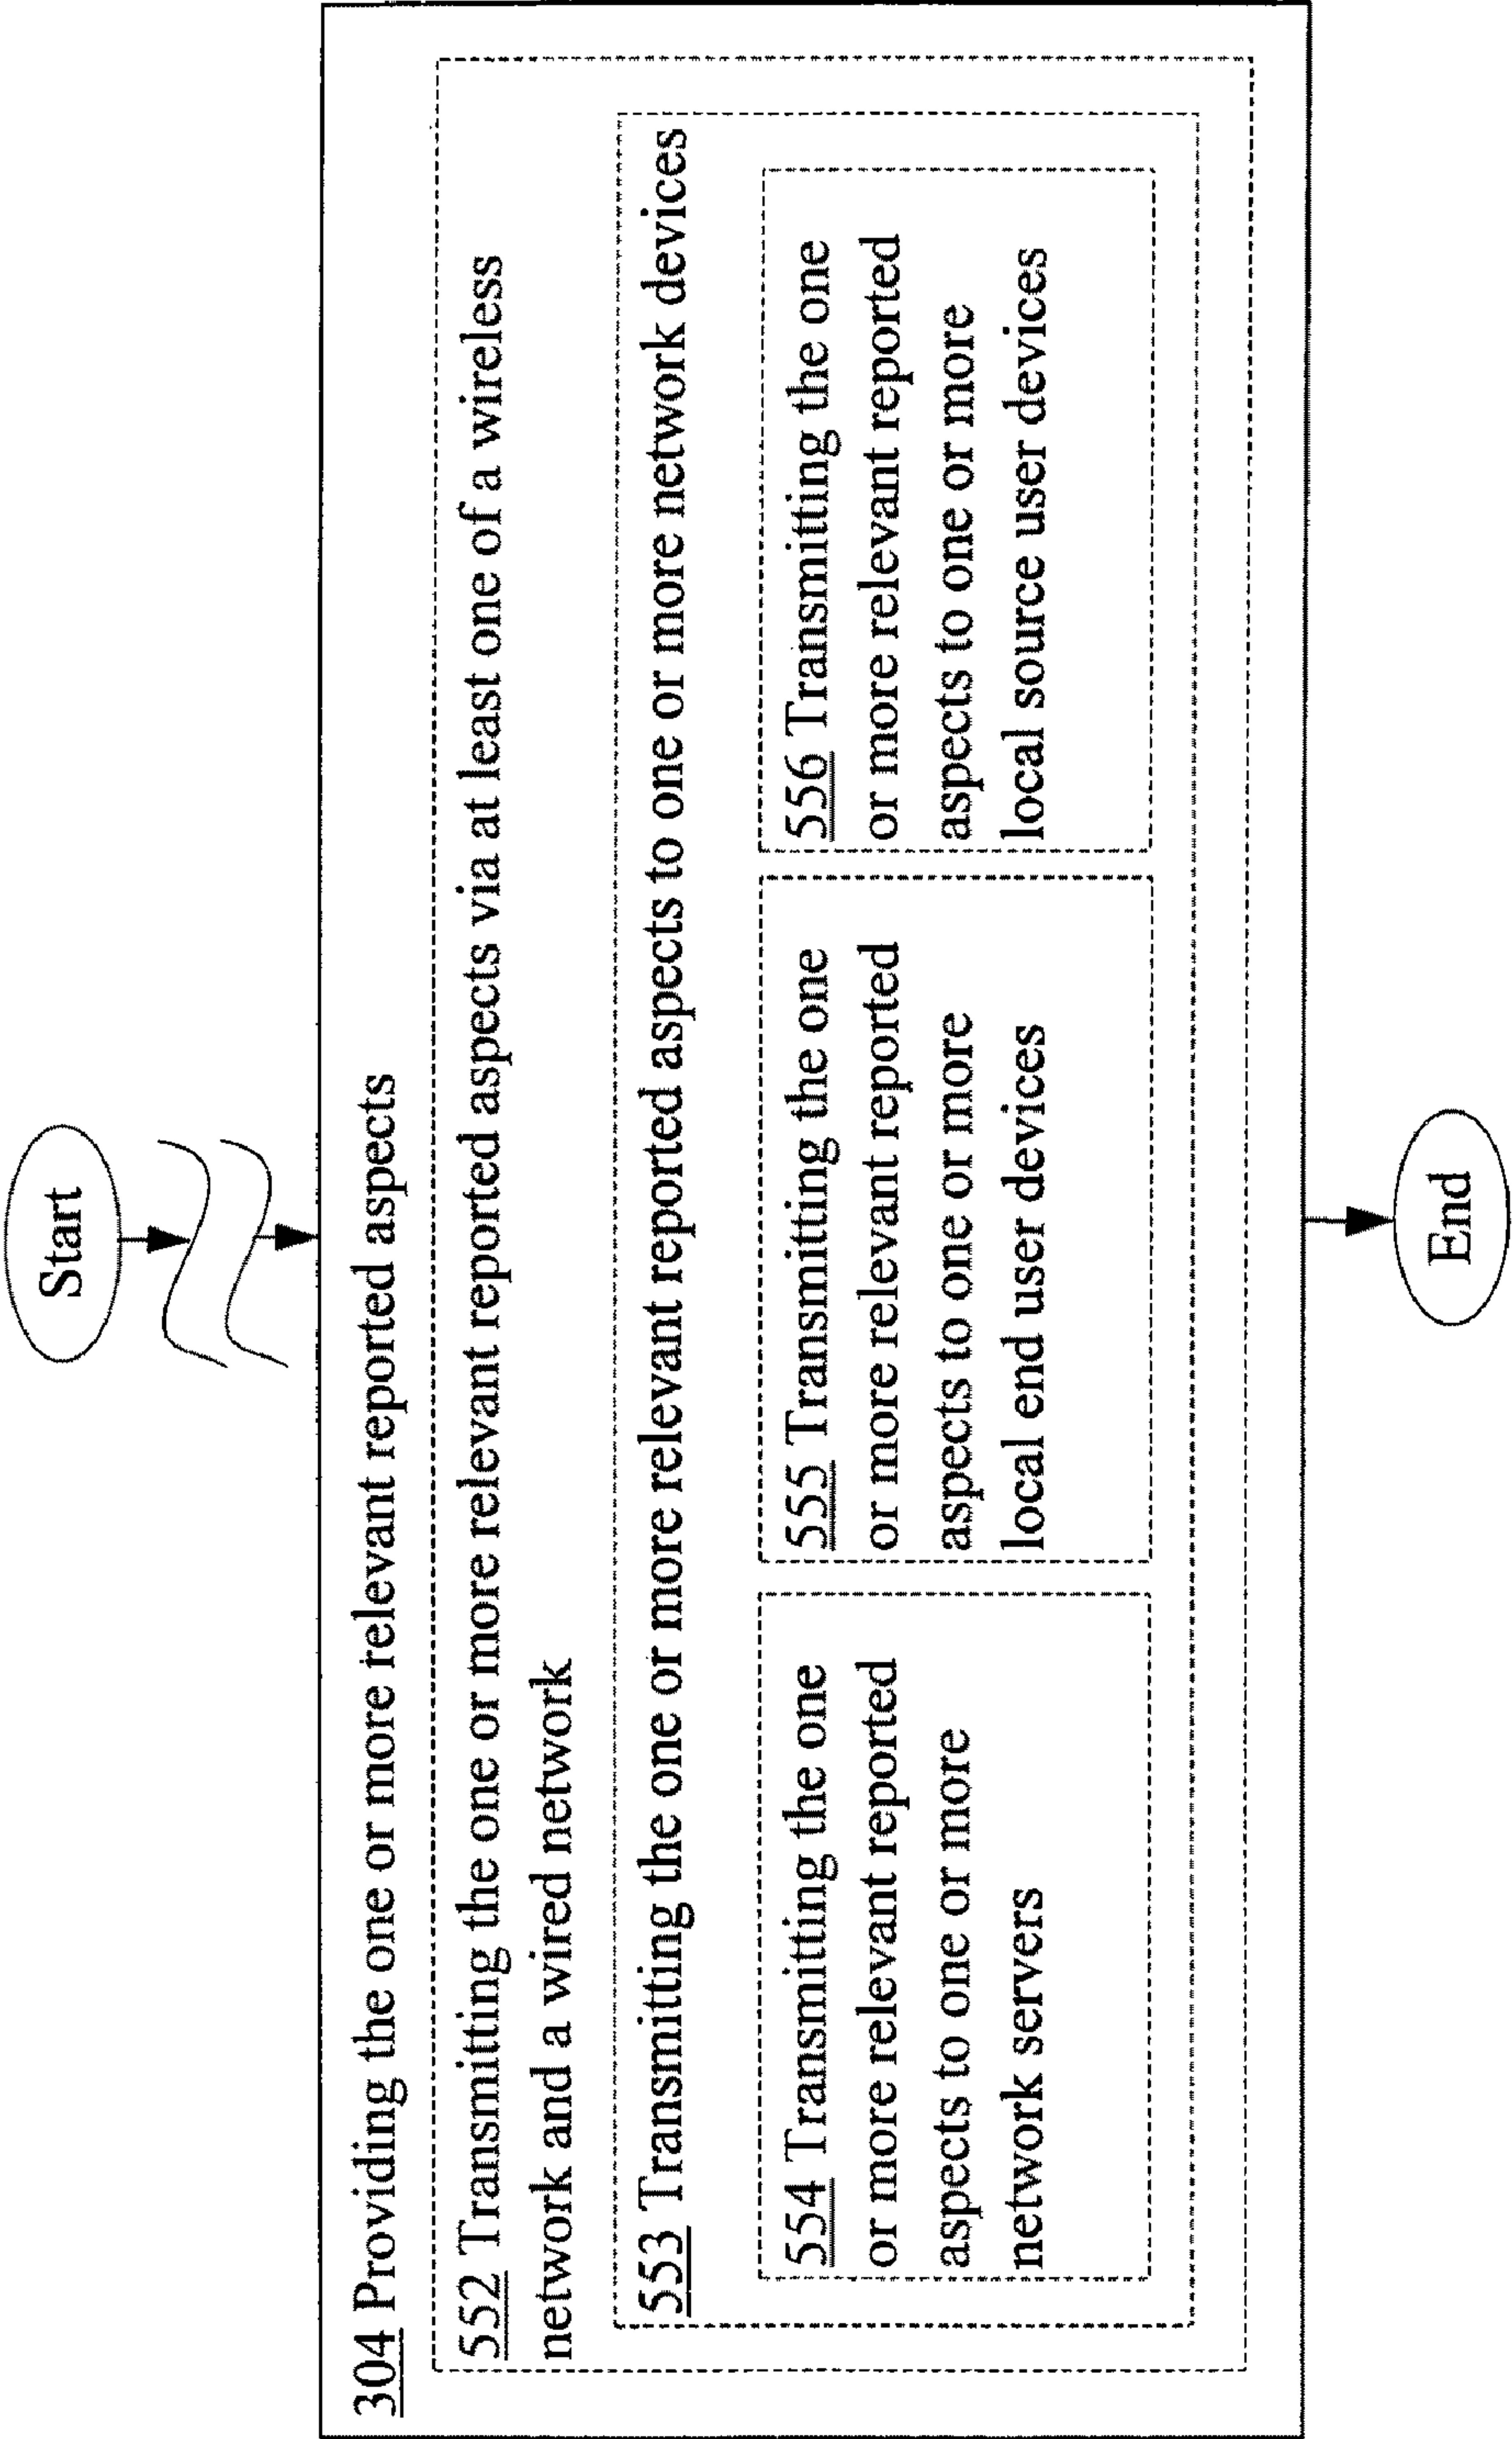 Start
304 Providing the one or more relevant reported aspects
552 Transmitting the one or more relevant reported aspects via at least one of a wireless
network and a wired network
553 Transmitting the one or more relevant reported aspects to one or more network devices
554 Transmitting the one
or more relevant reported
aspects to one or more
network servers
555 Transmitting the one
or more relevant reported
aspects to one or more
local end user devices
556 Transmitting the one
or more relevant reported
aspects to one or more
local source user devices
End